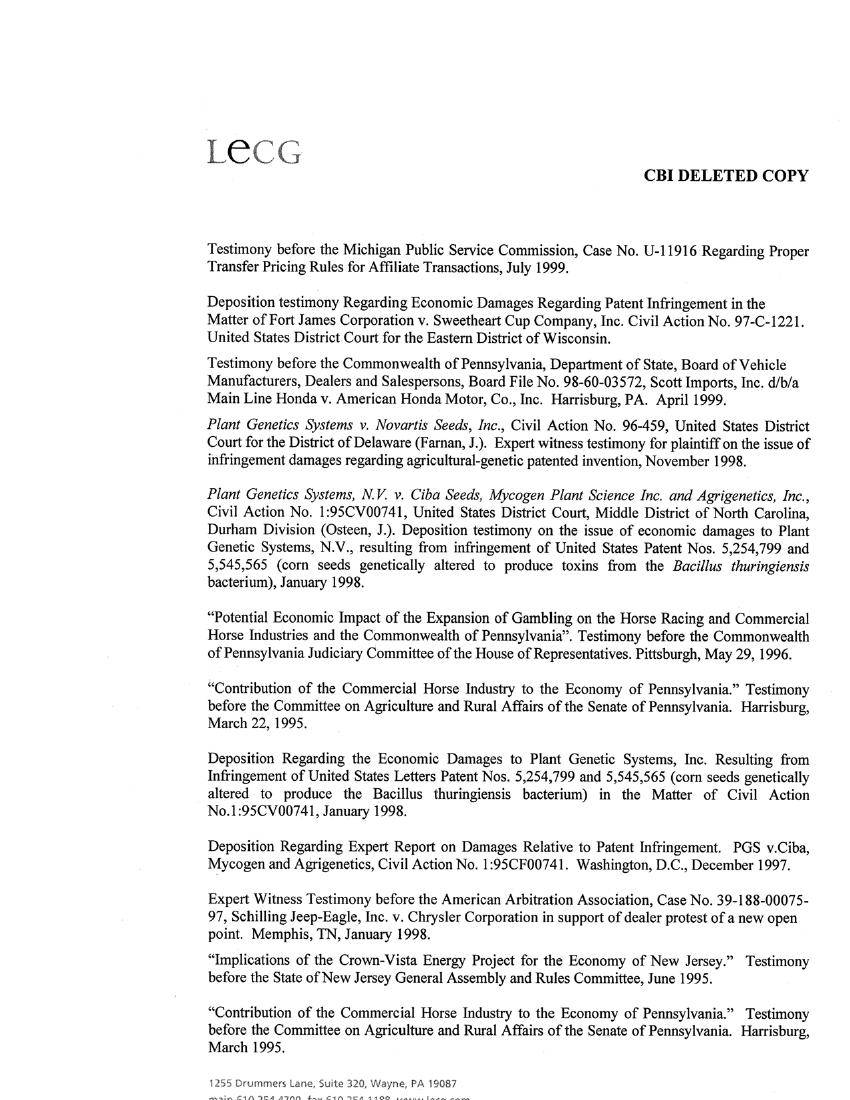 LeCG
CBI DELETED COPY
Testimony before the Michigan Public Service Commission, Case No. U-11916 Regarding Proper
Transfer Pricing Rules for Affiliate Transactions, July 1999.
Deposition testimony Regarding Economic Damages Regarding Patent Infringement in the
Matter of Fort James Corporation v. Sweetheart Cup Company, Inc. Civil Action No. 97-C-1221.
United States District Court for the Eastern District of Wisconsin.
Testimony before the Commonwealth of Pennsylvania, Department of State, Board of Vehicle
Manufacturers, Dealers and Salespersons, Board File No. 98-60-03572, Scott Imports, Inc. d/b/a
Main Line Honda v. American Honda Motor, Co., Inc. Harrisburg, PA. April 1999.
Plant Genetics Systems v. Novartis Seeds, Inc., Civil Action No. 96-459, United States District
Court for the District of Delaware (Farnan, J.). Expert witness testimony for plaintiff on the issue of
infringement damages regarding agricultural-genetic patented invention, November 1998.
Plant Genetics Systems, N.V. v. Ciba Seeds, Mycogen Plant Science Inc. and Agrigenetics, Inc.,
Civil Action No. 1:95CV00741, United States District Court, Middle District of North Carolina,
Durham Division (Osteen, J.). Deposition testimony on the issue of economic damages to Plant
Genetic Systems, N.V., resulting from infringement of United States Patent Nos. 5,254,799 and
5,545,565 (corn seeds genetically altered to produce toxins from the Bacillus thuringiensis
bacterium), January 1998.
“Potential Economic Impact of the Expansion of Gambling on the Horse Racing and Commercial
Horse Industries and the Commonwealth of Pennsylvania”. Testimony before the Commonwealth
of Pennsylvania Judiciary Committee of the House of Representatives. Pittsburgh, May 29, 1996.
“Contribution of the Commercial Horse Industry to the Economy of Pennsylvania.” Testimony
before the Committee on Agriculture and Rural Affairs of the Senate of Pennsylvania. Harrisburg,
March 22, 1995.
Deposition Regarding the Economic Damages to Plant Genetic Systems, Inc. Resulting from
Infringement of United States Letters Patent Nos. 5,254,799 and 5,545,565 (corn seeds genetically
altered to produce the Bacillus thuringiensis bacterium) in the Matter of Civil Action
No.1:95CV00741, January 1998.
Deposition Regarding Expert Report on Damages Relative to Patent Infringement. PGS v.Ciba,
Mycogen and Agrigenetics, Civil Action No. 1:95CF00741. Washington, D.C., December 1997.
Expert Witness Testimony before the American Arbitration Association, Case No. 39-188-00075-
97, Schilling Jeep-Eagle, Inc. v. Chrysler Corporation in support of dealer protest of a new open
point. Memphis, TN, January 1998.
“Implications of the Crown-Vista Energy Project for the Economy of New Jersey.” Testimony
before the State of New Jersey General Assembly and Rules Committee, June 1995.
“Contribution of the Commercial Horse Industry to the Economy of Pennsylvania.” Testimony
before the Committee on Agriculture and Rural Affairs of the Senate of Pennsylvania. Harrisburg,
March 1995.
1255 Drummers Lane, Suite 320, Wayne, PA 19087
main 610.254.4700 fax 610.254.1188 www.lecg.com